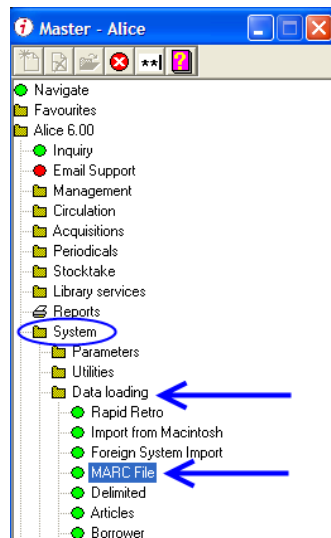 Master - Alice
**|
?
Navigate
Favourites
Alice 6.00
Inquiry
Email Support
Management
Circulation
Acquisitions
Periodicals
Stocktake
Library services
Reports
System
Parameters
Utilities
Data loading
Rapid Retro
Import from Macintosh
Foreign System Import
MARC File
Delimited
Articles
Borrower